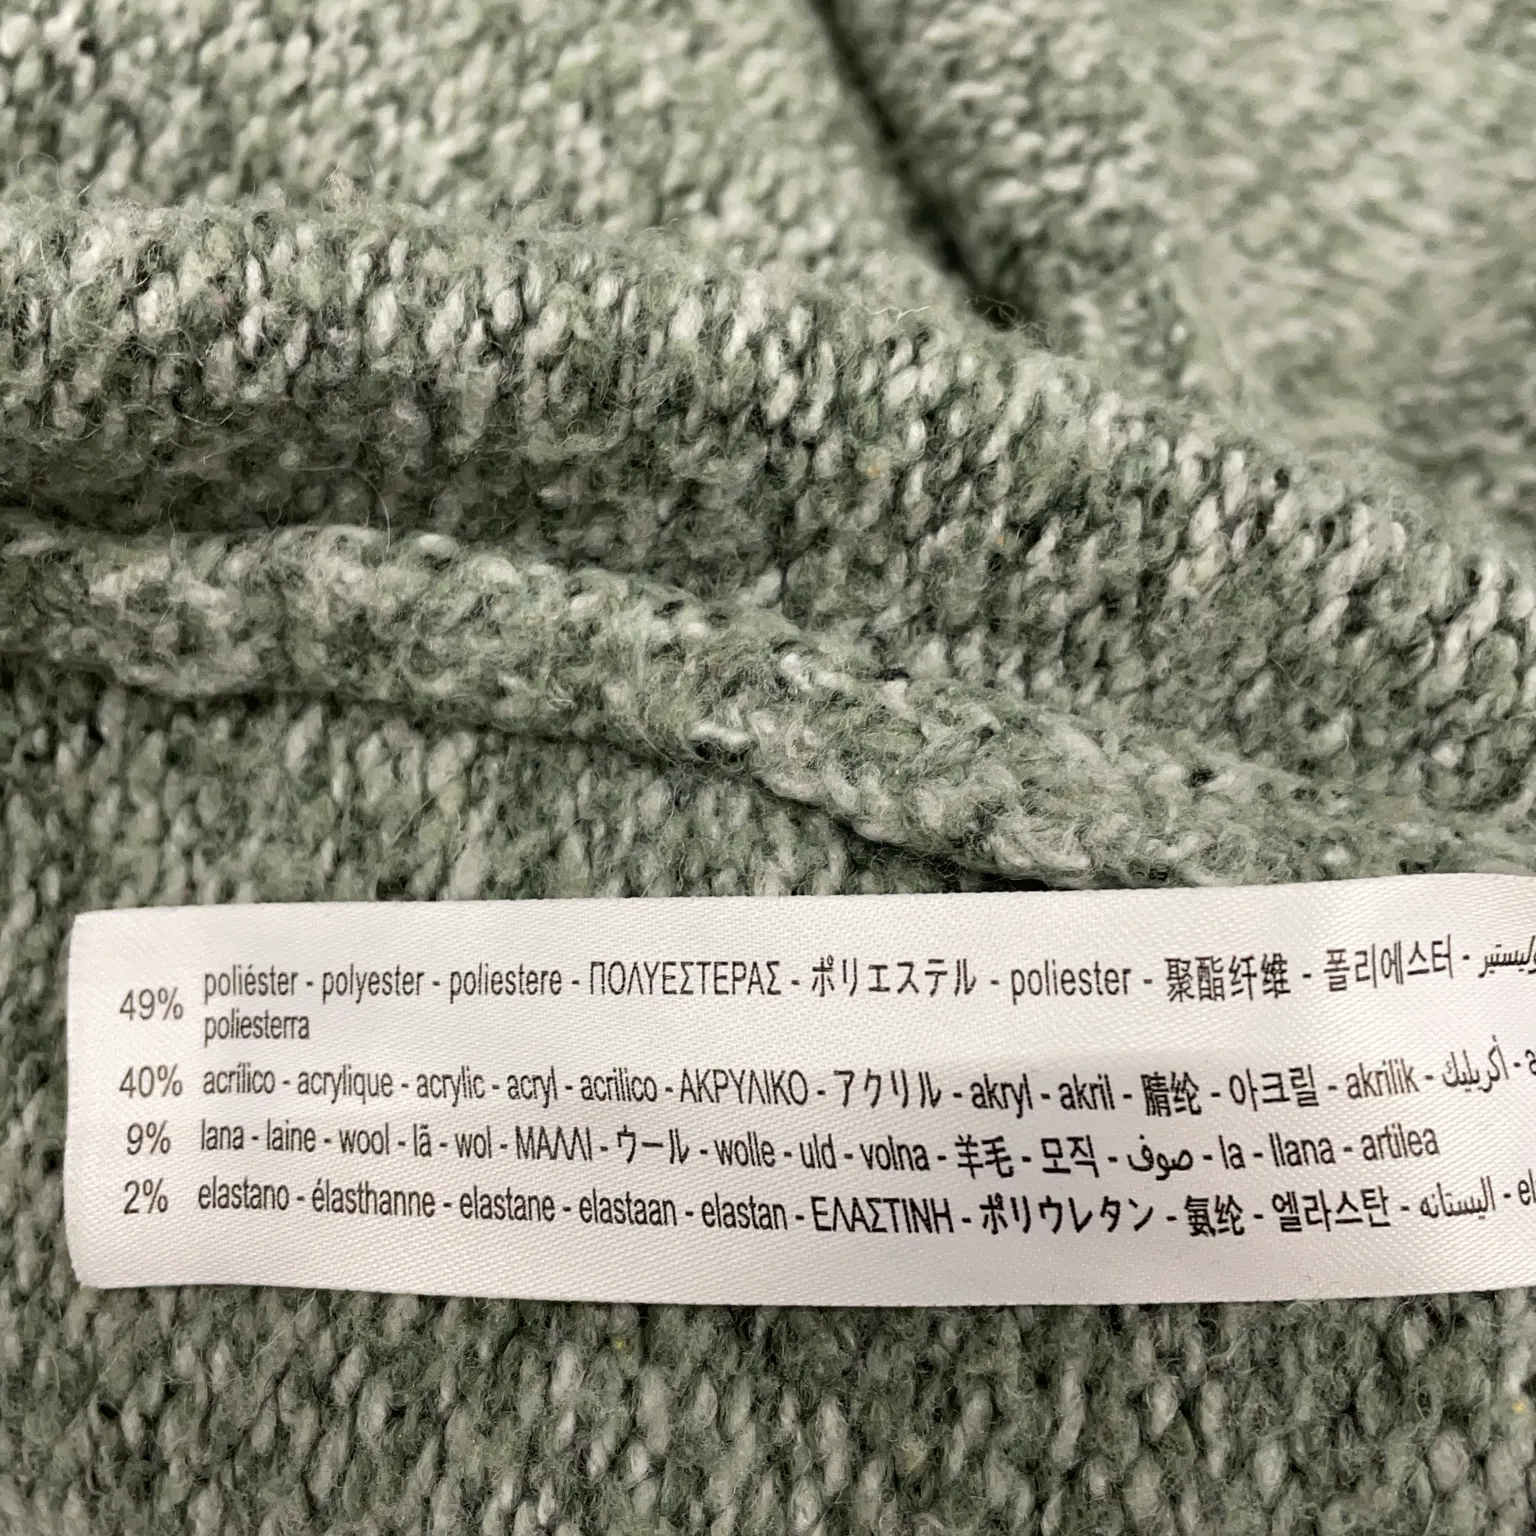 49% poliéster - polyester - poliestere - ΠΟΛΥΕΣΤΕΡΑΣ - ポリエステル - poliester - 聚酯纤维 - 폴리에스터 -
poliesterra
40% acrílico - acrylique - acrylic - acryl - acrilico - ΑΚΡΥΛΙΚΟ - アクリル - akryl - akril - 腈纶 - 아크릴 - akrilik - أكريليك -
9% lana - laine - wool - lã - wol - ΜΑΛΛΙ - ウール - wolle - uld - volna - 羊毛 - 모직 - صوف - la - llana - artilea
2% elastano - élasthanne - elastane - elastaan - elastan - ΕΛΑΣΤΙΝΗ - ポリウレタン - 氨纶 - 엘라스탄 - اليستانه -